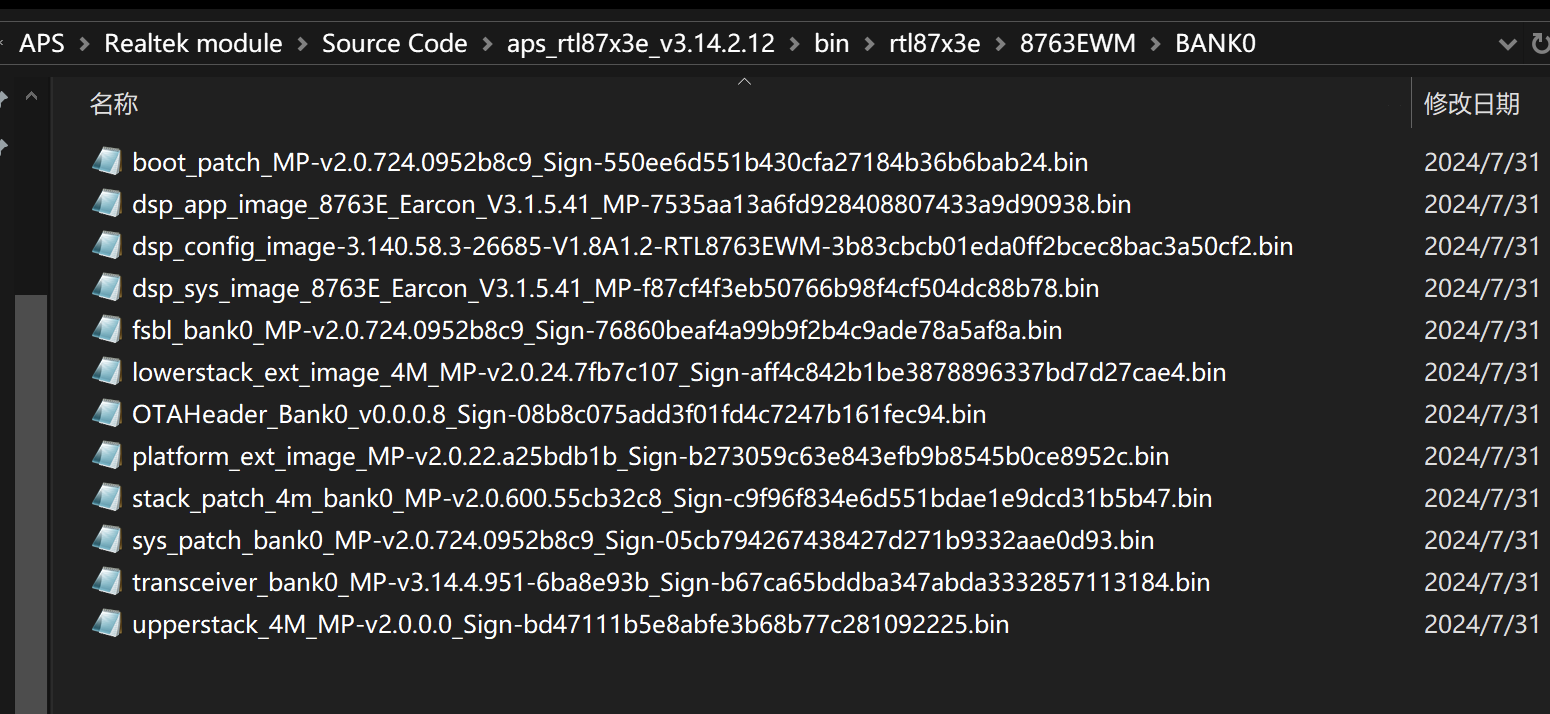 APS > Realtek module > Source Code > aps_rtl87x3e_v3.14.2.12 > bin > rtl87x3e > 8763EWM > BANK0
名称 修改日期
boot_patch_MP-v2.0.724.0952b8c9_Sign-550ee6d551b430cfa27184b36b6bab24.bin 2024/7/31
dsp_app_image_8763E_Earcon_V3.1.5.41_MP-7535aa13a6fd928408807433a9d90938.bin 2024/7/31
dsp_config_image-3.140.58.3-26685-V1.8A1.2-RTL8763EWM-3b83cbcb01eda0ff2bcec8bac3a50cf2.bin 2024/7/31
dsp_sys_image_8763E_Earcon_V3.1.5.41_MP-f87cf4f3eb50766b98f4cf504dc88b78.bin 2024/7/31
fsbl_bank0_MP-v2.0.724.0952b8c9_Sign-76860beaf4a99b9f2b4c9ade78a5af8a.bin 2024/7/31
lowerstack_ext_image_4M_MP-v2.0.24.7fb7c107_Sign-aff4c842b1be3878896337bd7d27cae4.bin 2024/7/31
OTAHeader_Bank0_v0.0.0.8_Sign-08b8c075add3f01fd4c7247b161fec94.bin 2024/7/31
platform_ext_image_MP-v2.0.22.a25bdb1b_Sign-b273059c63e843efb9b8545b0ce8952c.bin 2024/7/31
stack_patch_4m_bank0_MP-v2.0.600.55cb32c8_Sign-c9f96f834e6d551bdae1e9dcd31b5b47.bin 2024/7/31
sys_patch_bank0_MP-v2.0.724.0952b8c9_Sign-05cb794267438427d271b9332aae0d93.bin 2024/7/31
transceiver_bank0_MP-v3.14.4.951-6ba8e93b_Sign-b67ca65bddba347abda3332857113184.bin 2024/7/31
upperstack_4M_MP-v2.0.0.0_Sign-bd47111b5e8abfe3b68b77c281092225.bin 2024/7/31